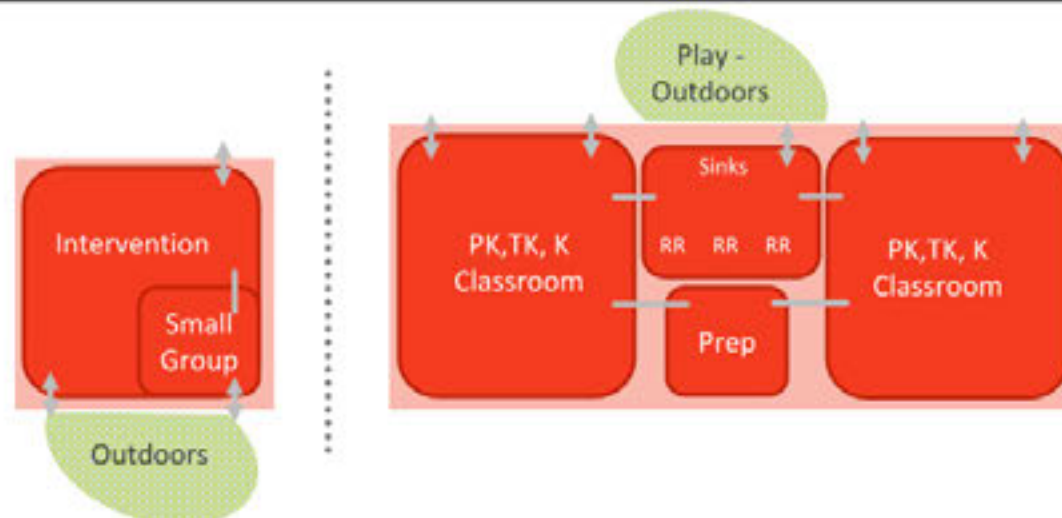 Intervention
Small
Group
Outdoors
Play -
Outdoors
PK,TK, K
Classroom
Sinks
RR RR RR
Prep
PK,TK, K
Classroom